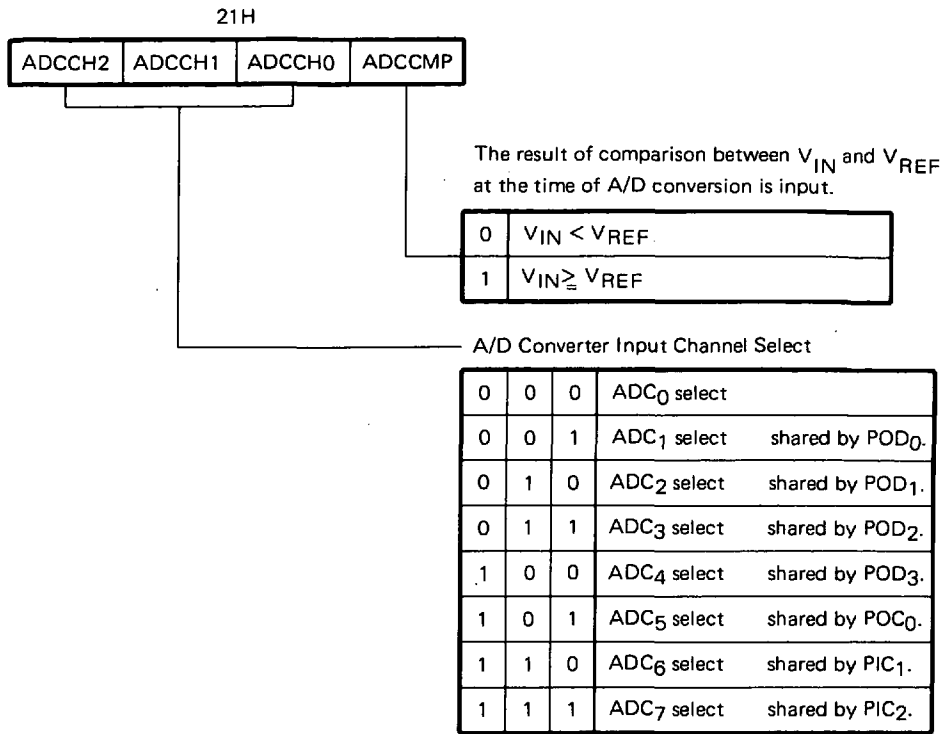 21H
ADCCH2 ADCCH1 ADCCH0 ADCCMP
The result of comparison between VIN and VREF
at the time of A/D conversion is input.
0 VIN < VREF
1 VIN ≧ VREF
A/D Converter Input Channel Select
0 0 0 ADC0 select
0 0 1 ADC1 select shared by POD0.
0 1 0 ADC2 select shared by POD1.
0 1 1 ADC3 select shared by POD2.
1 0 0 ADC4 select shared by POD3.
1 0 1 ADC5 select shared by POC0.
1 1 0 ADC6 select shared by PIC1.
1 1 1 ADC7 select shared by PIC2.